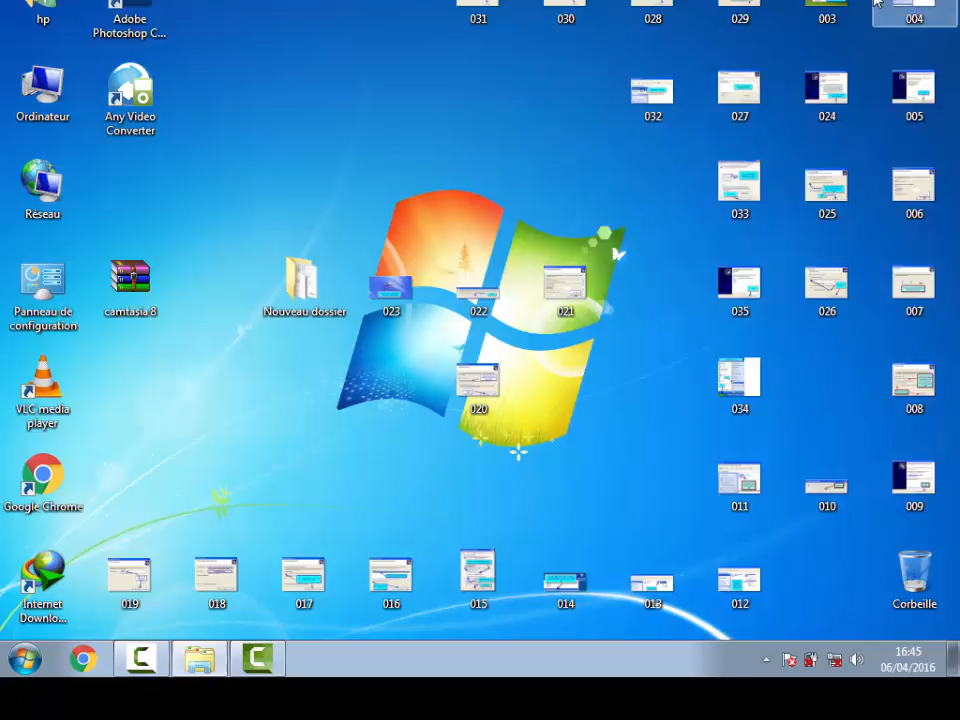 hp
Adobe
Photoshop C...
031
030
028
029
003
004
Ordinateur
Any Video
Converter
032
027
024
005
Réseau
033
025
006
Panneau de
configuration
camtasia 8
Nouveau dossier
023
022
021
035
026
007
VLC media
player
020
034
008
Google Chrome
011
010
009
Internet
Downlo...
019
018
017
016
015
014
013
012
Corbeille
16:45
06/04/2016